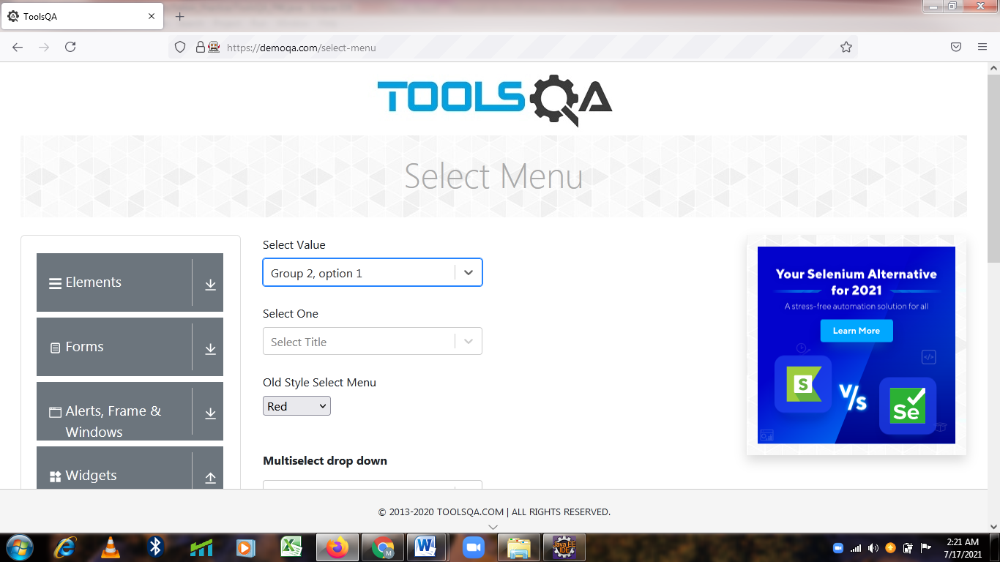 ToolsQA
https://demoqa.com/select-menu
TOOLSQA
Select Menu
Elements
Forms
Alerts, Frame &
Windows
Widgets
Select Value
Group 2, option 1
Select One
Select Title
Old Style Select Menu
Red
Multiselect drop down
Your Selenium Alternative
for 2021
A stress-free automation solution for all
Learn More
S
V/s
Se
© 2013-2020 TOOLSQA.COM | ALL RIGHTS RESERVED.
M
Java EE
IDE
2:21 AM
7/17/2021